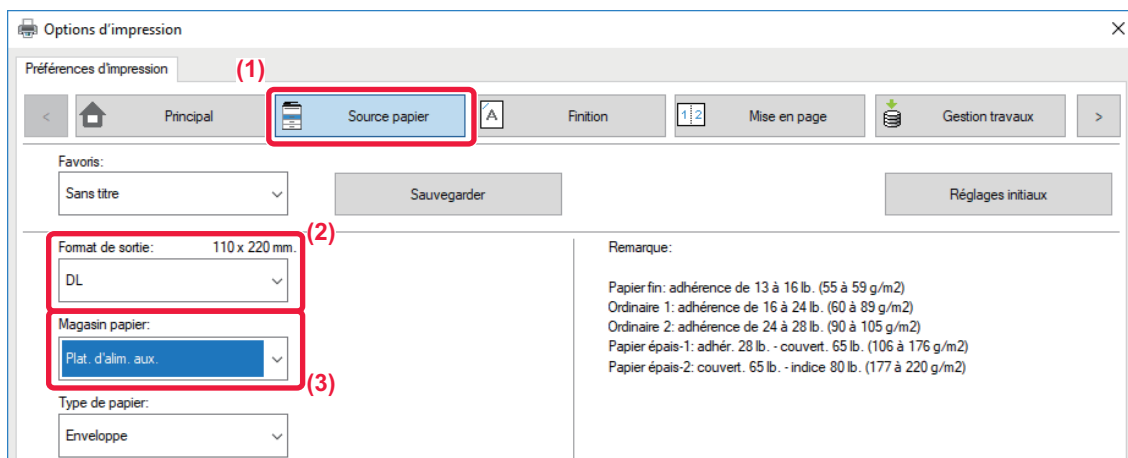 Options d’impression
Préférences d'impression
(1)
< Principal Source papier A Finition 1 2 Mise en page Gestion travaux >
Favoris:
Sans titre Sauvegarder Réglages initiaux
(2)
Format de sortie: 110 x 220 mm.
DL
Magasin papier:
Plat. d'alim. aux.
(3)
Type de papier:
Enveloppe
Remarque:
Papier fin: adhérence de 13 à 16 lb. (55 à 59 g/m2)
Ordinaire 1: adhérence de 16 à 24 lb. (60 à 89 g/m2)
Ordinaire 2: adhérence de 24 à 28 lb. (90 à 105 g/m2)
Papier épais-1: adhér. 28 lb. - couvert. 65 lb. (106 à 176 g/m2)
Papier épais-2: couvert. 65 lb. - indice 80 lb. (177 à 220 g/m2)